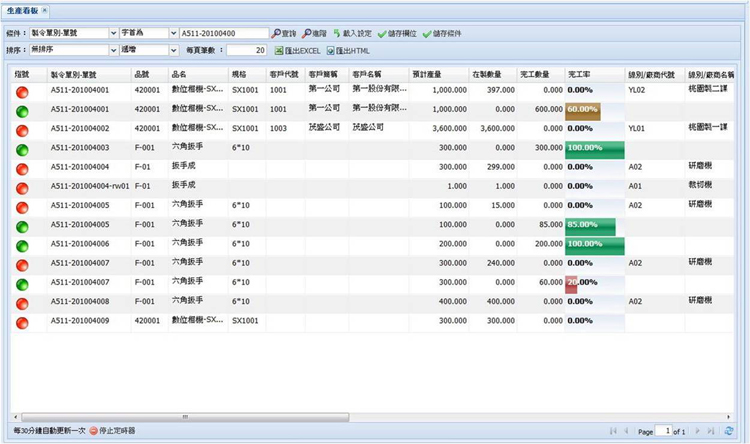 生產看板
條件： 製令單別-單號 字首為 A511-20100400 查詢 進階 載入設定 儲存欄位 儲存條件
排序： 無排序 遞增 每頁筆數： 20 匯出EXCEL 匯出HTML
燈號 製令單別-單號 品號 品名 規格 客戶代號 客戶簡稱 客戶名稱 預計產量 在製數量 完工數量 完工率 線別/廠商代號 線別/廠商名稱
A511-201004001 420001 數位相機-SX... SX1001 1001 第一公司 第一股份有限... 1,000.000 397.000 0.000 0.00% YL02 桃園製二課
A511-201004001 420001 數位相機-SX... SX1001 1001 第一公司 第一股份有限... 1,000.000 0.000 600.000 60.00%
A511-201004002 420001 數位相機-SX... SX1001 1003 茂盛公司 茂盛公司 3,600.000 3,600.000 0.000 0.00% YL01 桃園製一課
A511-201004003 F-001 六角扳手 6"10 300.000 0.000 300.000 100.00%
A511-201004004 F-01 扳手成 300.000 299.000 0.000 0.00% A02 研磨機
A511-201004004-rw01 F-01 扳手成 1.000 1.000 0.000 0.00% A01 裁切機
A511-201004005 F-001 六角扳手 6"10 100.000 15.000 0.000 0.00% A02 研磨機
A511-201004005 F-001 六角扳手 6"10 100.000 0.000 85.000 85.00%
A511-201004006 F-001 六角扳手 6"10 200.000 0.000 200.000 100.00%
A511-201004007 F-001 六角扳手 6"10 300.000 240.000 0.000 0.00% A02 研磨機
A511-201004007 F-001 六角扳手 6"10 300.000 0.000 60.000 20.00%
A511-201004008 F-001 六角扳手 6"10 400.000 400.000 0.000 0.00% A02 研磨機
A511-201004009 420001 數位相機-SX... SX1001 300.000 300.000 0.000 0.00%
每30分鐘自動更新一次 停止定時器 Page 1 of 1